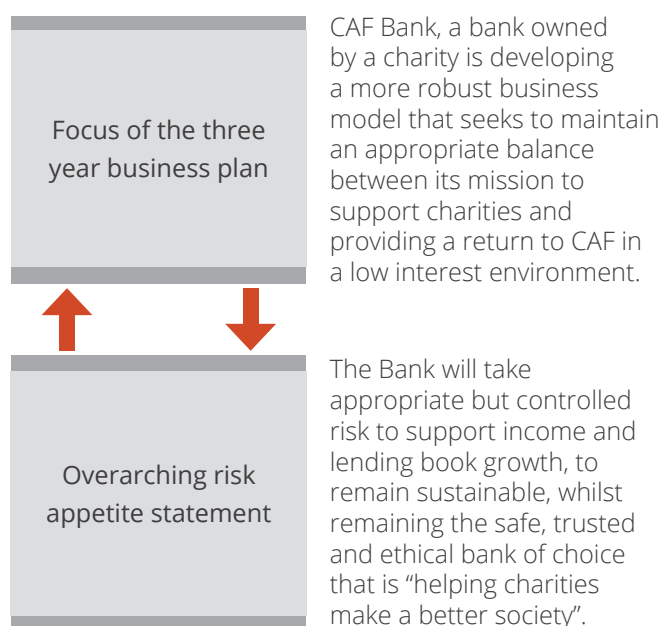 Focus of the three
year business plan
CAF Bank, a bank owned
by a charity is developing
a more robust business
model that seeks to maintain
an appropriate balance
between its mission to
support charities and
providing a return to CAF in
a low interest environment.
Overarching risk
appetite statement
The Bank will take
appropriate but controlled
risk to support income and
lending book growth, to
remain sustainable, whilst
remaining the safe, trusted
and ethical bank of choice
that is “helping charities
make a better society”.